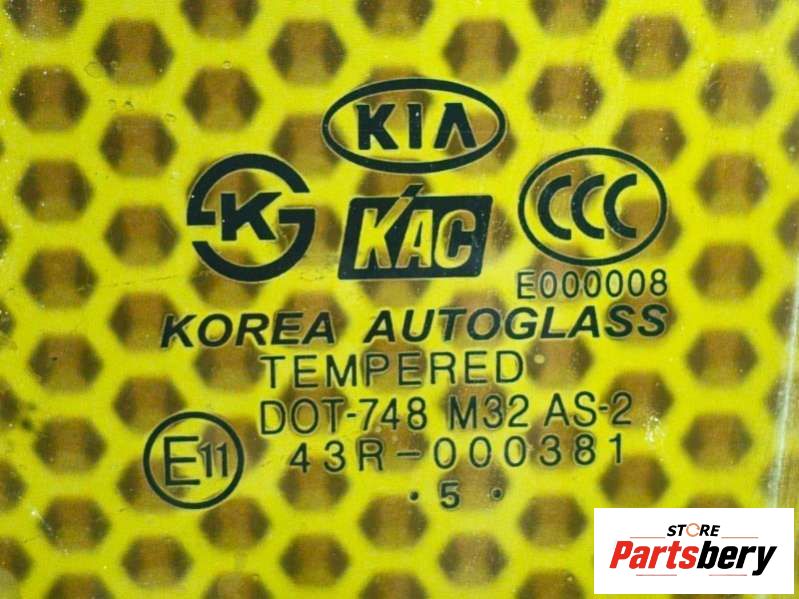 KIA
K
KAC
CCC
E000008
KOREA AUTOGLASS
TEMPERED
DOT-748 M32 AS-2
E11
43R-000381
· 5 ·
STORE
Partsbery